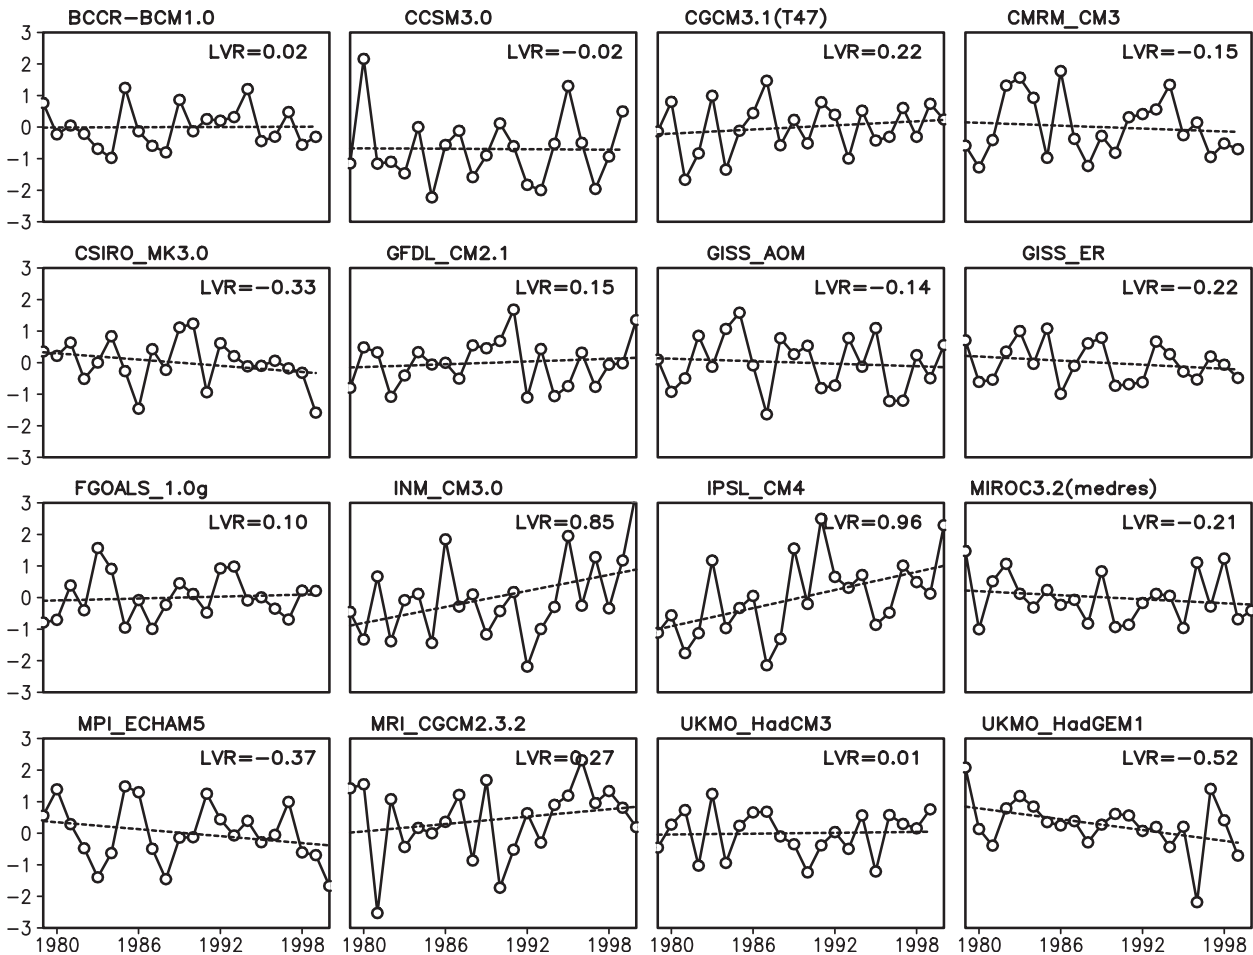 BCCR-BCM1.0 CCSM3.0 CGCM3.1(T47) CMRM_CM3
3 LVR=0.02 LVR=-0.02 LVR=0.22 LVR=-0.15
2
1
0
-1
-2
-3
CSIRO_MK3.0 GFDL_CM2.1 GISS_AOM GISS_ER
3 LVR=-0.33 LVR=0.15 LVR=-0.14 LVR=-0.22
2
1
0
-1
-2
-3
FGOALS_1.0g INM_CM3.0 IPSL_CM4 MIROC3.2(medres)
3 LVR=0.10 LVR=0.85 LVR=0.96 LVR=-0.21
2
1
0
-1
-2
-3
MPI_ECHAM5 MRI_CGCM2.3.2 UKMO_HadCM3 UKMO_HadGEM1
3 LVR=-0.37 LVR=0.27 LVR=0.01 LVR=-0.52
2
1
0
-1
-2
-3
1980 1986 1992 1998 1980 1986 1992 1998 1980 1986 1992 1998 1980 1986 1992 1998